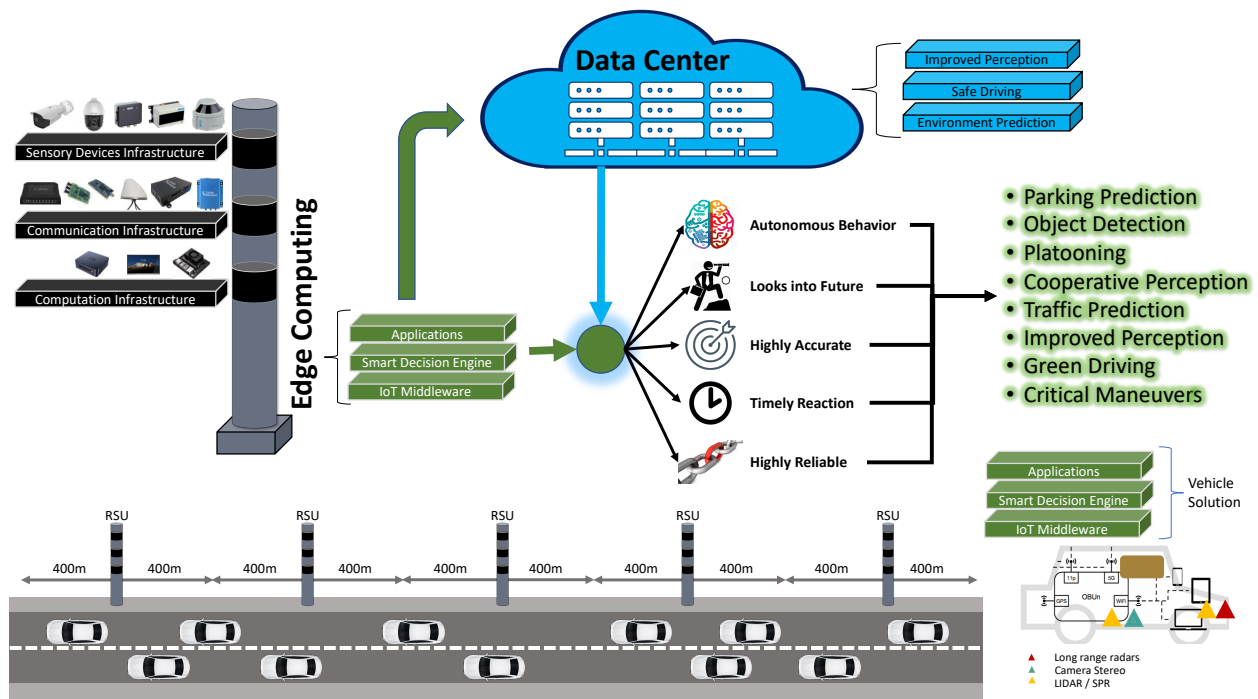 Data Center
Improved Perception
Safe Driving
Environment Prediction
Sensory Devices Infrastructure
Communication Infrastructure
Computation Infrastructure
Edge Computing
Applications
Smart Decision Engine
IoT Middleware
Autonomous Behavior
Looks into Future
Highly Accurate
Timely Reaction
Highly Reliable
• Parking Prediction
• Object Detection
• Platooning
• Cooperative Perception
• Traffic Prediction
• Improved Perception
• Green Driving
• Critical Maneuvers
Applications
Smart Decision Engine
IoT Middleware
Vehicle
Solution
RSU RSU RSU RSU RSU
400m 400m 400m 400m 400m 400m 400m 400m 400m 400m
11p 5G
OBUn
GPS WiFi
Long range radars
Camera Stereo
LIDAR / SPR